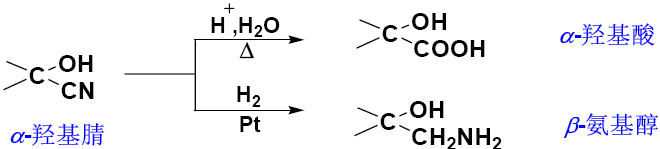 H⁺,H₂O
Δ
C OH
COOH
α-羟基酸
C OH
CN
α-羟基腈
H₂
Pt
C OH
CH₂NH₂
β-氨基醇